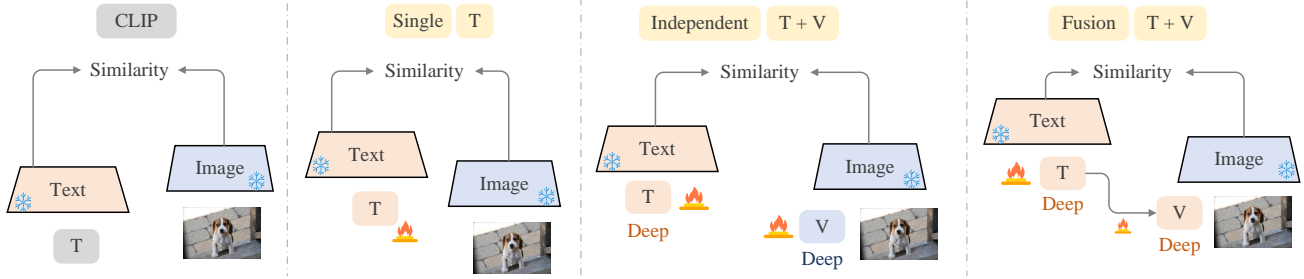 CLIP
Similarity
Text
Image
T
Single T
Similarity
Text
Image
T
Independent T + V
Similarity
Text
Image
T
Deep
V
Deep
Fusion T + V
Similarity
Text
Image
T
Deep
V
Deep